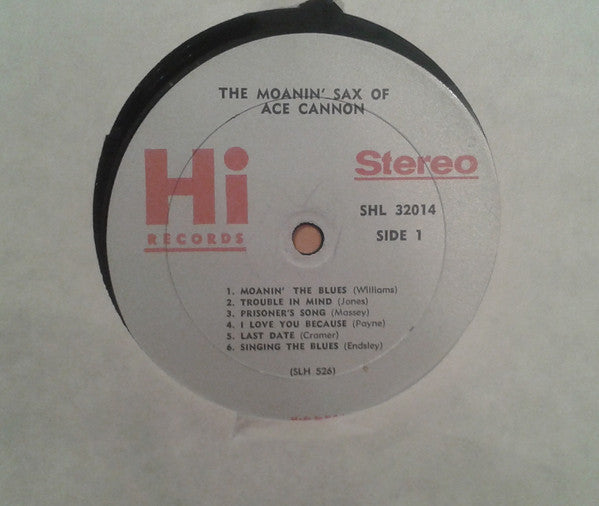 THE MOANIN' SAX OF
ACE CANNON
Hi
RECORDS
Stereo
SHL 32014
SIDE 1
1. MOANIN' THE BLUES (Williams)
2. TROUBLE IN MIND (Jones)
3. PRISONER'S SONG (Massey)
4. I LOVE YOU BECAUSE (Payne)
5. LAST DATE (Cramer)
6. SINGING THE BLUES (Endsley)
(SLH 526)